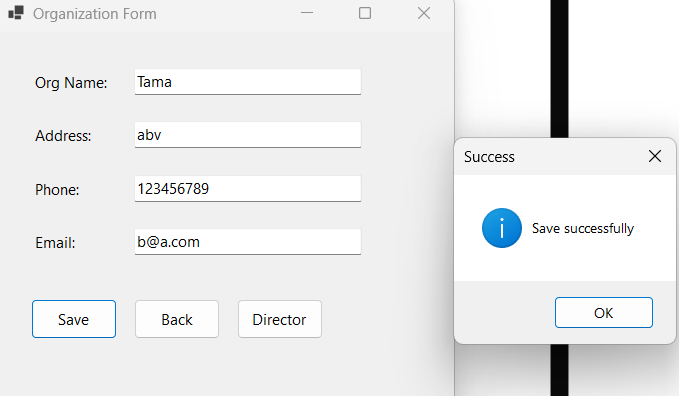 Organization Form
Org Name: Tama
Address: abv
Phone: 123456789
Email: b@a.com
Save Back Director
Success
Save successfully
OK